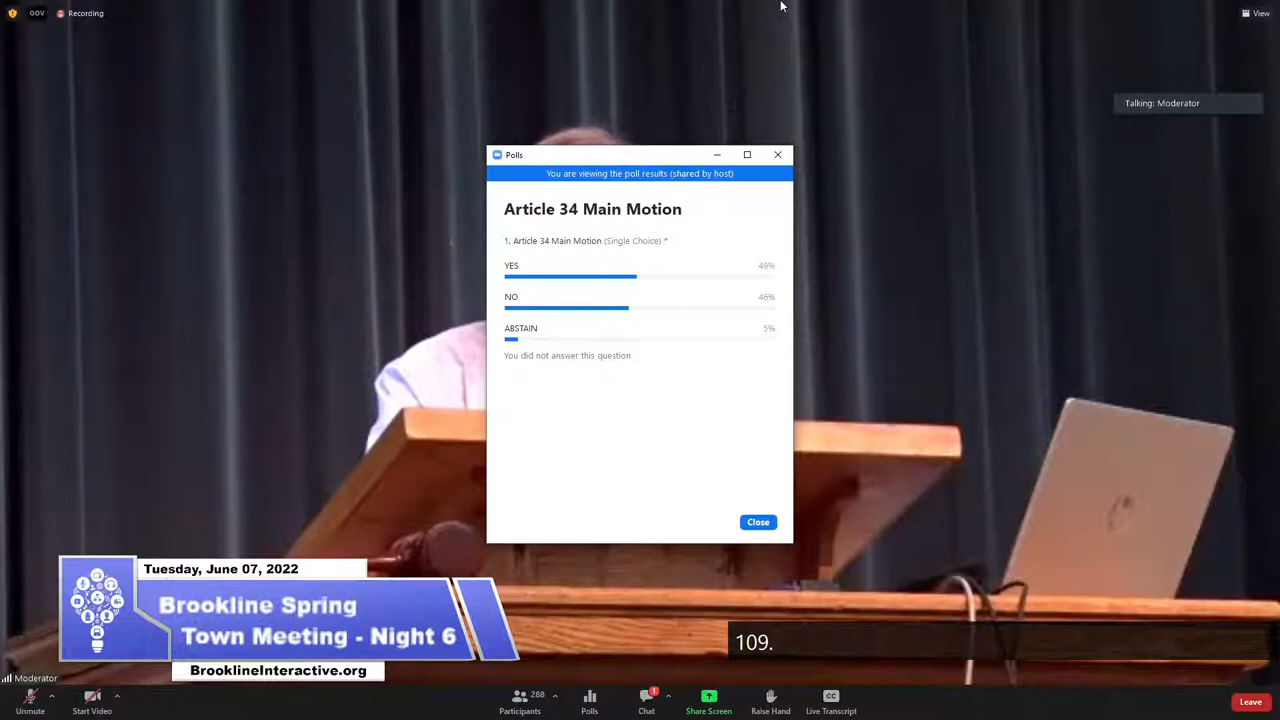 GOV
Recording
View
Talking: Moderator
Polls
You are viewing the poll results (shared by host)
Article 34 Main Motion
1. Article 34 Main Motion (Single Choice) *
YES 49%
NO 46%
ABSTAIN 5%
You did not answer this question
Close
Tuesday, June 07, 2022
Brookline Spring
Town Meeting - Night 6
BrooklineInteractive.org
109.
Moderator
Unmute
Start Video
288
Participants
Polls
1
Chat
Share Screen
Raise Hand
CC
Live Transcript
Leave